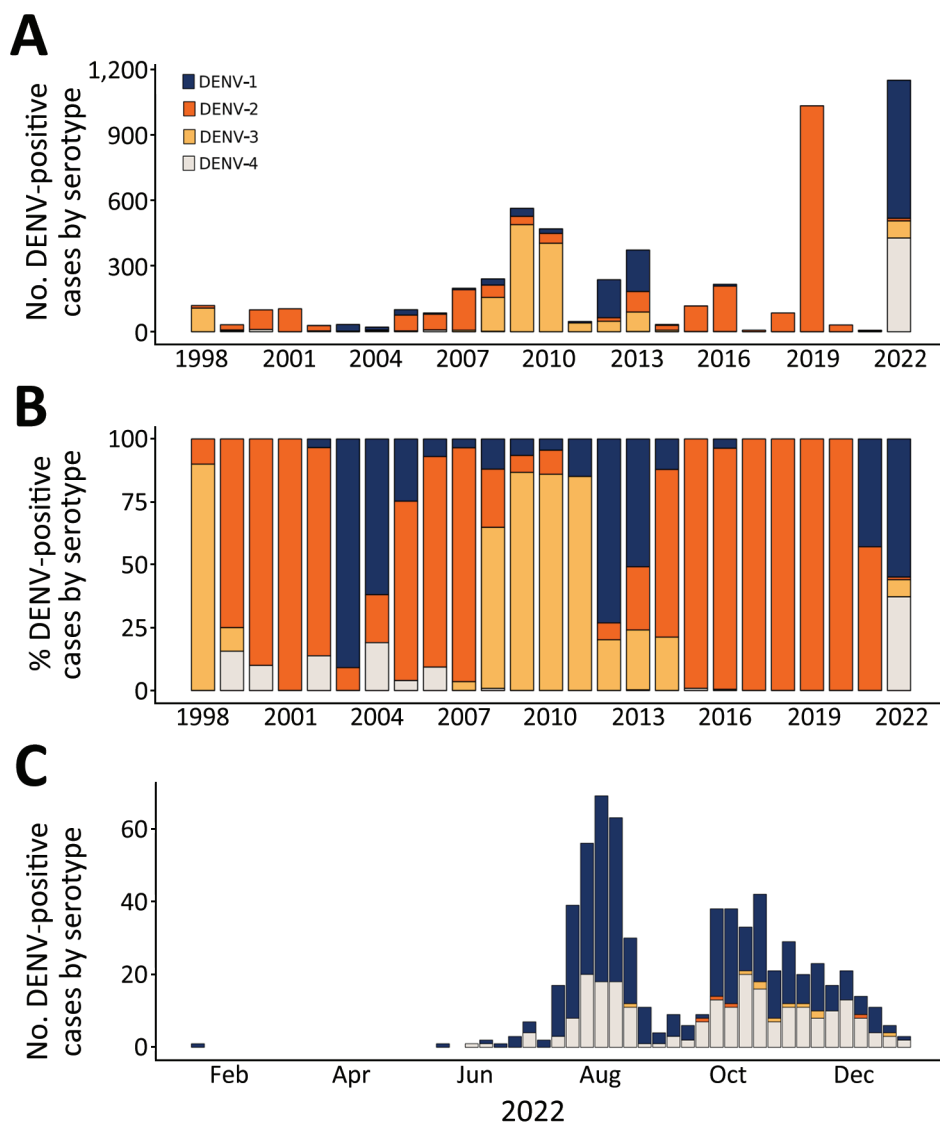 A
No. DENV-positive
cases by serotype
1,200
900
600
300
0
DENV-1
DENV-2
DENV-3
DENV-4
1998 2001 2004 2007 2010 2013 2016 2019 2022
B
% DENV-positive
cases by serotype
100
75
50
25
0
1998 2001 2004 2007 2010 2013 2016 2019 2022
C
No. DENV-positive
cases by serotype
60
40
20
0
Feb Apr Jun Aug Oct Dec
2022